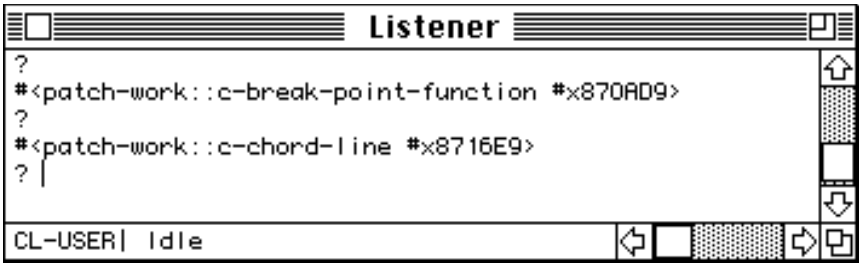 Listener
?
#<patch-work::c-break-point-function #x870AD9>
?
#<patch-work::c-chord-line #x8716E9>
?
CL-USER| Idle